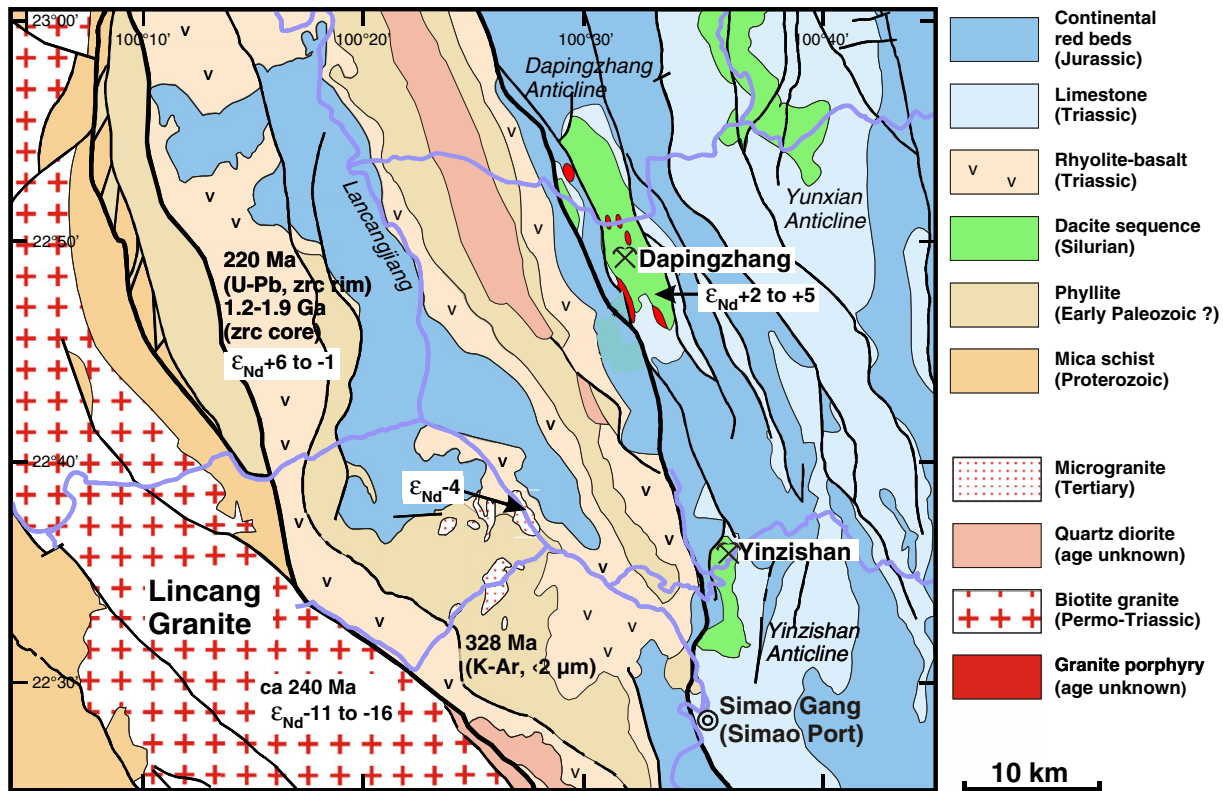 23°00'
100°10'
100°20'
100°30'
100°40'
Dapingzhang
Anticline
Yunxian
Anticline
Lancangjiang
22°50'
Dapingzhang
εNd+2 to +5
220 Ma
(U-Pb, zrc rim)
1.2-1.9 Ga
(zrc core)
εNd+6 to -1
22°40'
εNd-4
Yinzishan
Lincang
Granite
Yinzishan
Anticline
328 Ma
(K-Ar, ‹2 µm)
22°30'
ca 240 Ma
εNd-11 to -16
Simao Gang
(Simao Port)
Continental
red beds
(Jurassic)
Limestone
(Triassic)
Rhyolite-basalt
(Triassic)
Dacite sequence
(Silurian)
Phyllite
(Early Paleozoic ?)
Mica schist
(Proterozoic)
Microgranite
(Tertiary)
Quartz diorite
(age unknown)
Biotite granite
(Permo-Triassic)
Granite porphyry
(age unknown)
10 km